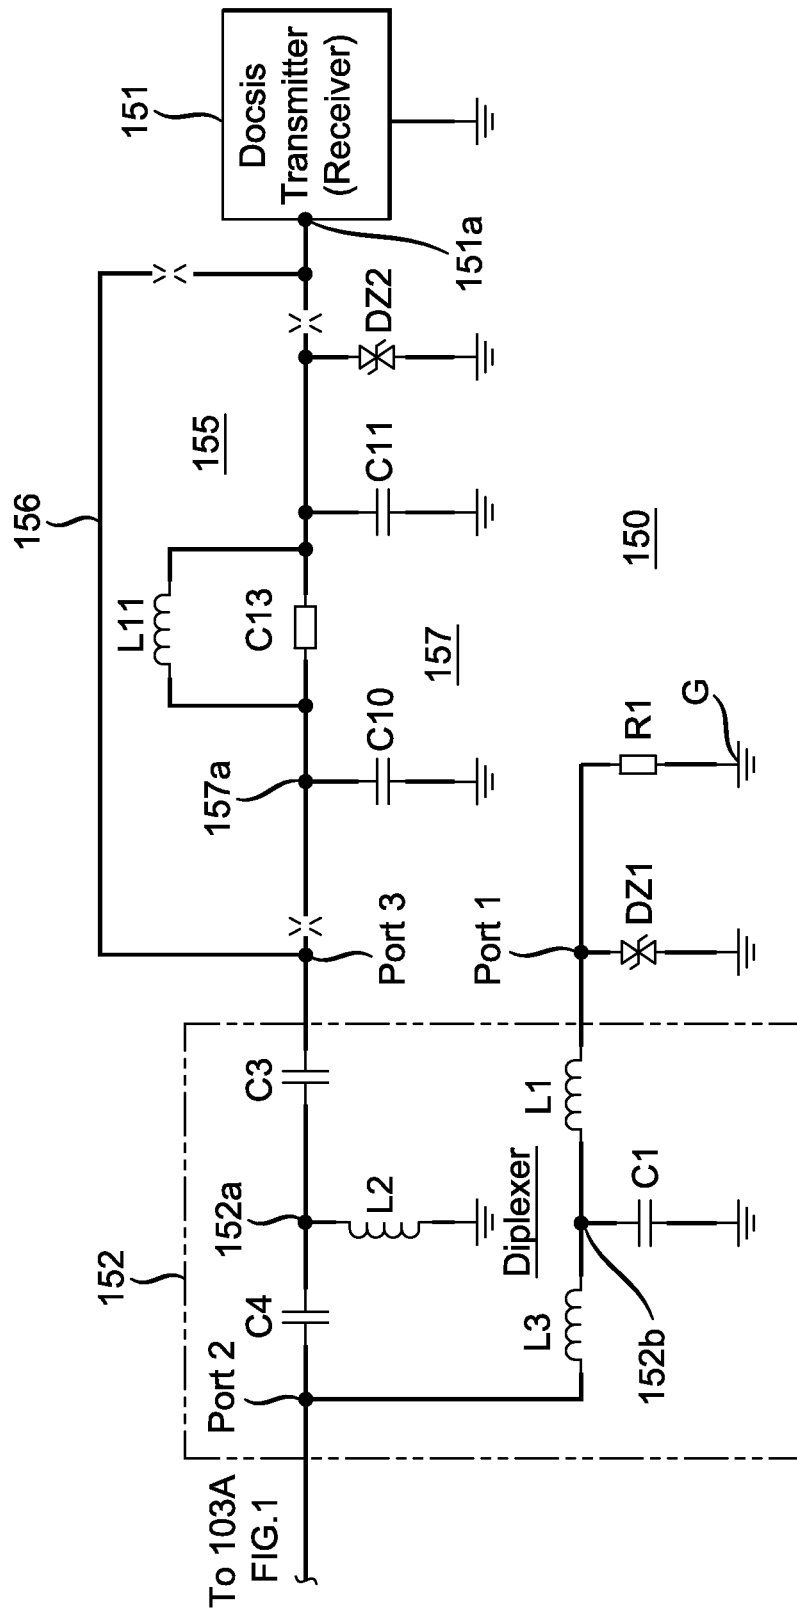 To 103A
FIG.1
Port 2
152
C4
152a
C3
L2
Diplexer
L3
152b
C1
L1
Port 3
Port 1
DZ1
R1
G
157a
C10
157
156
L11
C13
155
C11
150
DZ2
151a
151
Docsis
Transmitter
(Receiver)